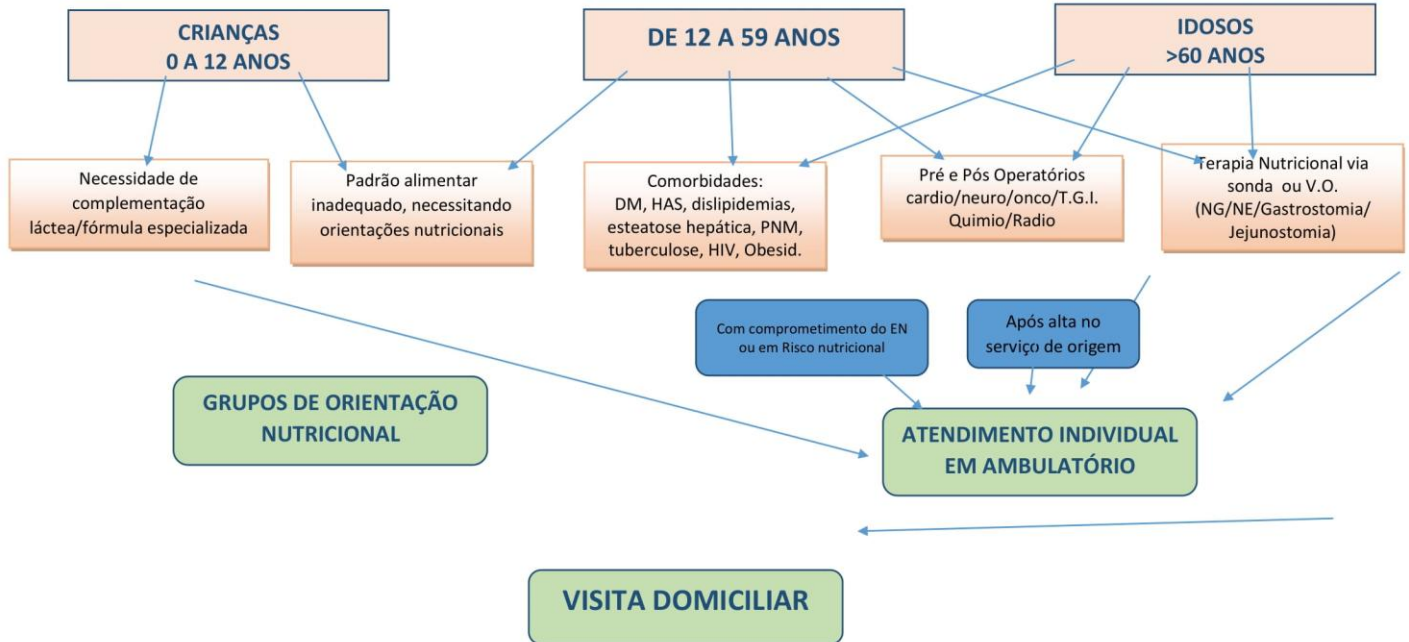 CRIANÇAS
0 A 12 ANOS
DE 12 A 59 ANOS
IDOSOS
>60 ANOS
Necessidade de
complementação
láctea/fórmula especializada
Padrão alimentar
inadequado, necessitando
orientações nutricionais
Comorbidades:
DM, HAS, dislipidemias,
esteatose hepática, PNM,
tuberculose, HIV, Obesid.
Pré e Pós Operatórios
cardio/neuro/onco/T.G.I.
Quimio/Radio
Terapia Nutricional via
sonda ou V.O.
(NG/NE/Gastrostomia/
Jejunostomia)
Com comprometimento do EN
ou em Risco nutricional
Após alta no
serviço de origem
GRUPOS DE ORIENTAÇÃO
NUTRICIONAL
ATENDIMENTO INDIVIDUAL
EM AMBULATÓRIO
VISITA DOMICILIAR